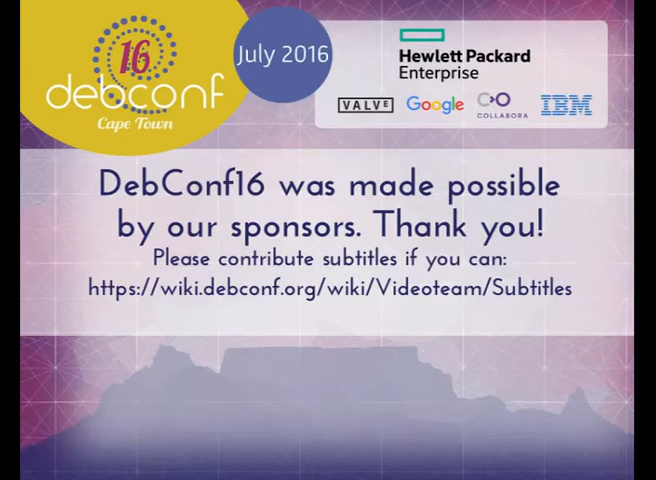 16
debconf
Cape Town
July 2016
Hewlett Packard
Enterprise
VALVE
Google
COLLABORA
IBM
DebConf16 was made possible
by our sponsors. Thank you!
Please contribute subtitles if you can:
https://wiki.debconf.org/wiki/Videoteam/Subtitles